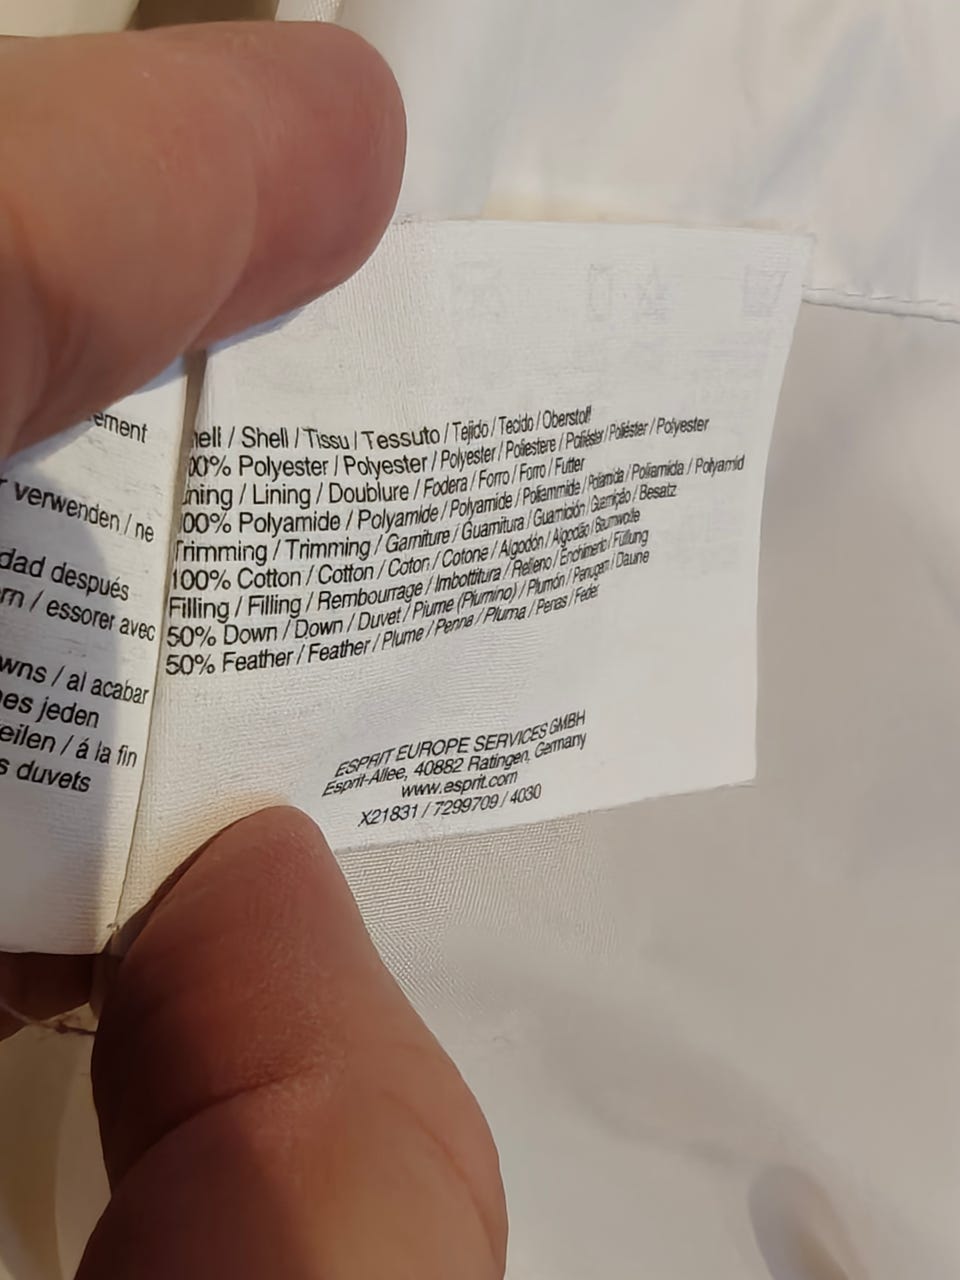 ement
verwenden / ne
dad después
rn / essorer avec
wns / al acabar
es jeden
eilen / á la fin
s duvets
hell / Shell / Tissu / Tessuto / Tejido / Tecido / Oberstoff
00% Polyester / Polyester / Polyester / Poliestere / Poliéster / Poliéster / Polyester
ning / Lining / Doublure / Fodera / Forro / Forro / Futter
100% Polyamide / Polyamide / Polyamide / Poliammide / Poliamida / Poliamida / Polyamid
Trimming / Trimming / Garniture / Guarnitura / Guarnición / Guarnição / Besatz
100% Cotton / Cotton / Coton / Cotone / Algodón / Algodão / Baumwolle
Filling / Filling / Rembourrage / Imbottitura / Relleno / Enchimento / Füllung
50% Down / Down / Duvet / Piume (Piumino) / Plumón / Penugem / Daune
50% Feather / Feather / Plume / Penna / Pluma / Penas / Feder
ESPRIT EUROPE SERVICES GMBH
Esprit-Allee, 40882 Ratingen, Germany
www.esprit.com
X21831 / 7299709 / 4030